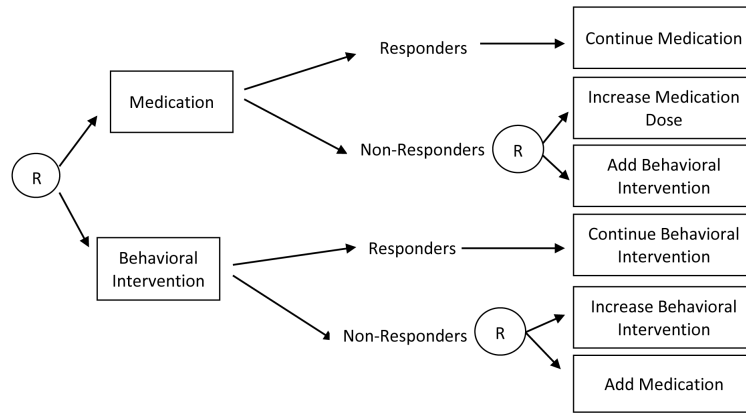 Responders
Continue Medication
Medication
Increase Medication
Dose
Non-Responders
R
Add Behavioral
Intervention
R
Behavioral
Intervention
Responders
Continue Behavioral
Intervention
Increase Behavioral
Intervention
Non-Responders
R
Add Medication